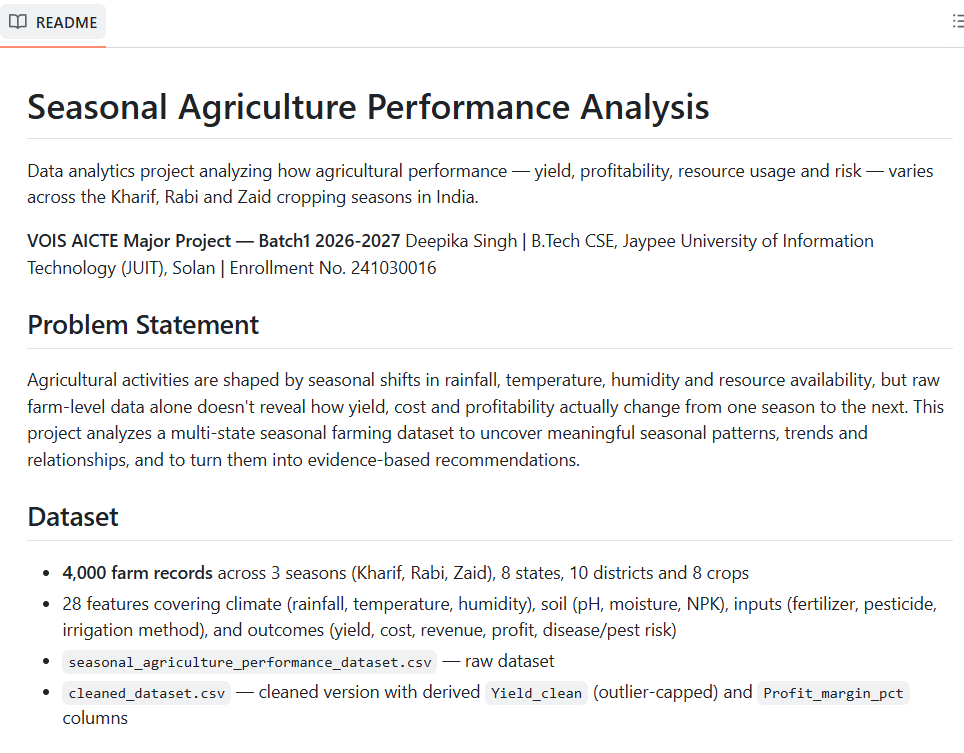 README
Seasonal Agriculture Performance Analysis
Data analytics project analyzing how agricultural performance — yield, profitability, resource usage and risk — varies
across the Kharif, Rabi and Zaid cropping seasons in India.
VOIS AICTE Major Project — Batch1 2026-2027 Deepika Singh | B.Tech CSE, Jaypee University of Information
Technology (JUIT), Solan | Enrollment No. 241030016
Problem Statement
Agricultural activities are shaped by seasonal shifts in rainfall, temperature, humidity and resource availability, but raw
farm-level data alone doesn't reveal how yield, cost and profitability actually change from one season to the next. This
project analyzes a multi-state seasonal farming dataset to uncover meaningful seasonal patterns, trends and
relationships, and to turn them into evidence-based recommendations.
Dataset
• 4,000 farm records across 3 seasons (Kharif, Rabi, Zaid), 8 states, 10 districts and 8 crops
• 28 features covering climate (rainfall, temperature, humidity), soil (pH, moisture, NPK), inputs (fertilizer, pesticide,
irrigation method), and outcomes (yield, cost, revenue, profit, disease/pest risk)
• seasonal_agriculture_performance_dataset.csv — raw dataset
• cleaned_dataset.csv — cleaned version with derived Yield_clean (outlier-capped) and Profit_margin_pct
columns